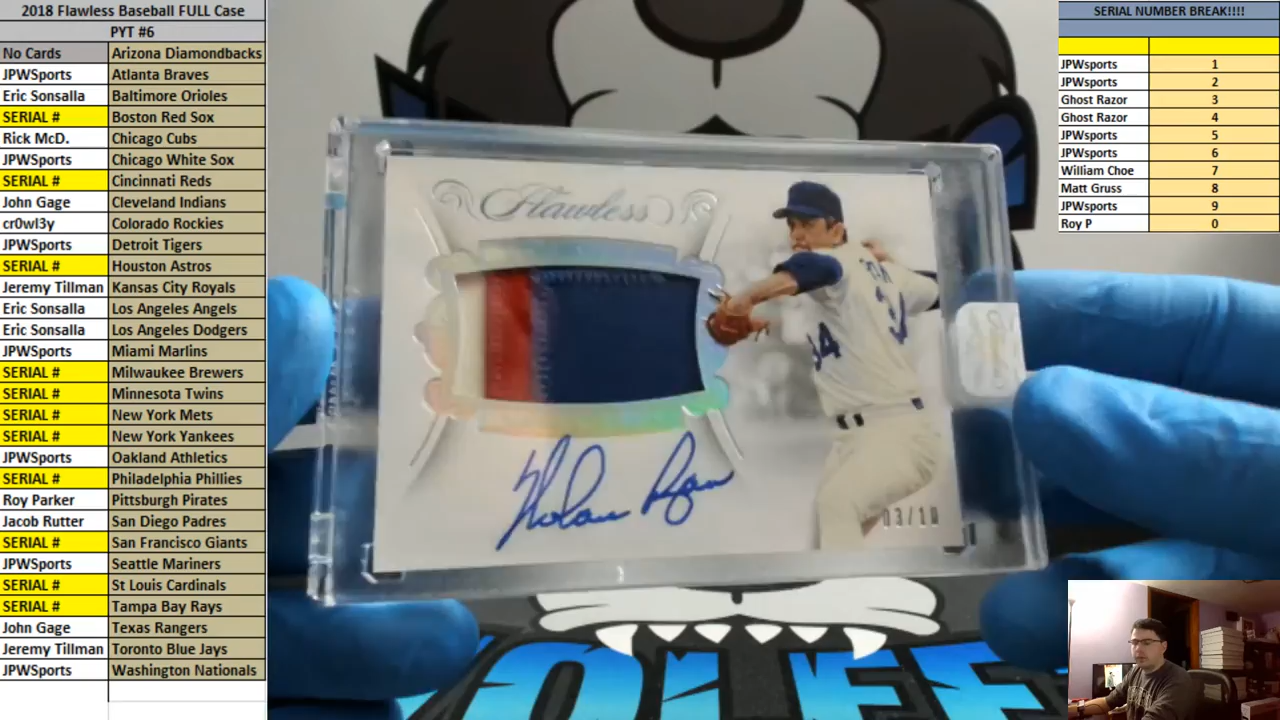 2018 Flawless Baseball FULL Case
PYT #6
No Cards Arizona Diamondbacks
JPWSports Atlanta Braves
Eric Sonsalla Baltimore Orioles
SERIAL # Boston Red Sox
Rick McD. Chicago Cubs
JPWSports Chicago White Sox
SERIAL # Cincinnati Reds
John Gage Cleveland Indians
cr0wl3y Colorado Rockies
JPWSports Detroit Tigers
SERIAL # Houston Astros
Jeremy Tillman Kansas City Royals
Eric Sonsalla Los Angeles Angels
Eric Sonsalla Los Angeles Dodgers
JPWSports Miami Marlins
SERIAL # Milwaukee Brewers
SERIAL # Minnesota Twins
SERIAL # New York Mets
SERIAL # New York Yankees
JPWSports Oakland Athletics
SERIAL # Philadelphia Phillies
Roy Parker Pittsburgh Pirates
Jacob Rutter San Diego Padres
SERIAL # San Francisco Giants
JPWSports Seattle Mariners
SERIAL # St Louis Cardinals
SERIAL # Tampa Bay Rays
John Gage Texas Rangers
Jeremy Tillman Toronto Blue Jays
JPWSports Washington Nationals
Flawless
34
Nolan Ryan
03/10
SERIAL NUMBER BREAK!!!!
JPWsports 1
JPWsports 2
Ghost Razor 3
Ghost Razor 4
JPWsports 5
JPWsports 6
William Choe 7
Matt Gruss 8
JPWsports 9
Roy P 0